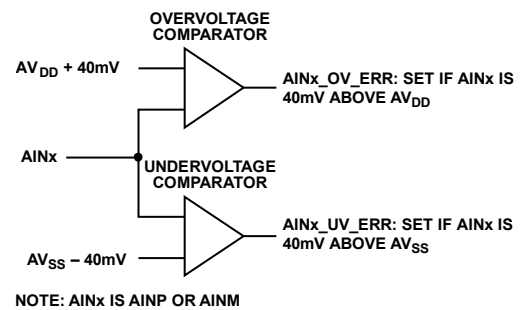 OVERVOLTAGE
COMPARATOR
AVDD + 40mV
AINx_OV_ERR: SET IF AINx IS
40mV ABOVE AVDD
AINx
UNDERVOLTAGE
COMPARATOR
AINx_UV_ERR: SET IF AINx IS
40mV ABOVE AVSS
AVSS – 40mV
NOTE: AINx IS AINP OR AINM